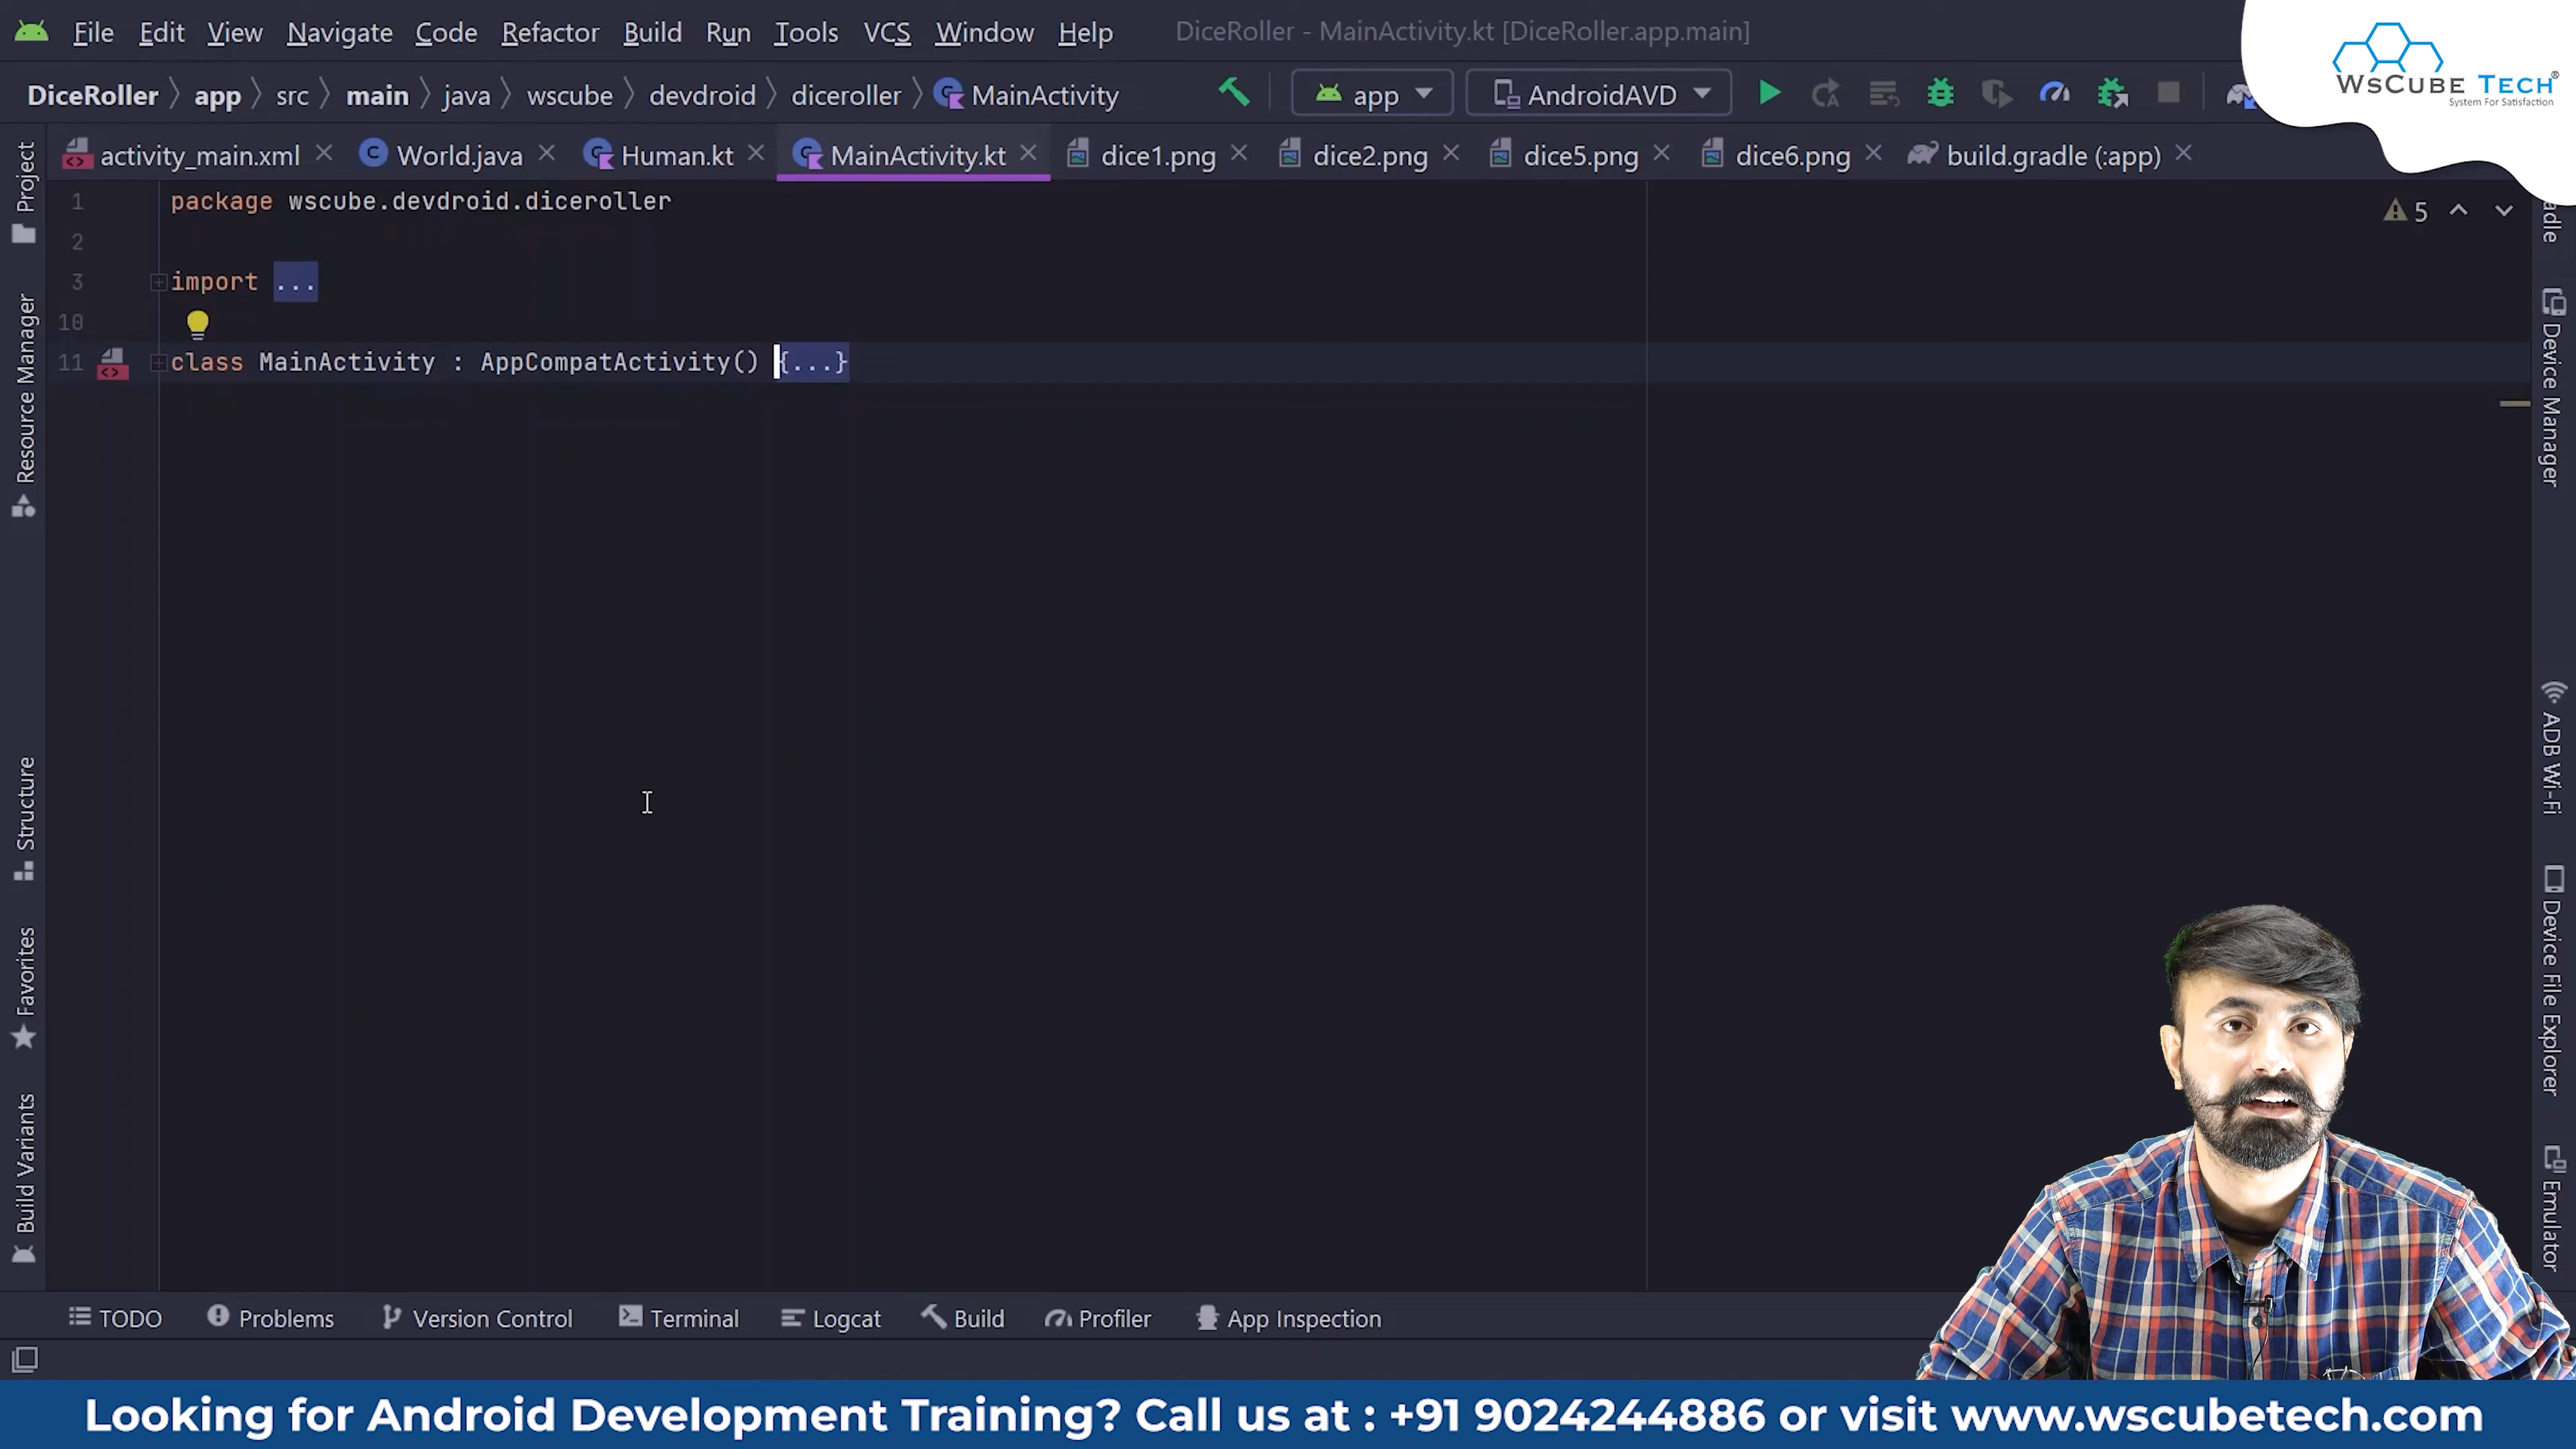 File Edit View Navigate Code Refactor Build Run Tools VCS Window Help DiceRoller - MainActivity.kt [DiceRoller.app.main]
WsCube Tech®
System For Satisfaction
DiceRoller app src main java wscube devdroid diceroller MainActivity app AndroidAVD
activity_main.xml World.java Human.kt MainActivity.kt dice1.png dice2.png dice5.png dice6.png build.gradle (:app)
1 package wscube.devdroid.diceroller
5
2
3 import ...
10
11 class MainActivity : AppCompatActivity() {...}
Project
Resource Manager
Structure
Favorites
Build Variants
Device Manager
ADB Wi-Fi
Device File Explorer
Emulator
TODO Problems Version Control Terminal Logcat Build Profiler App Inspection
Looking for Android Development Training? Call us at : +91 9024244886 or visit www.wscubetech.com